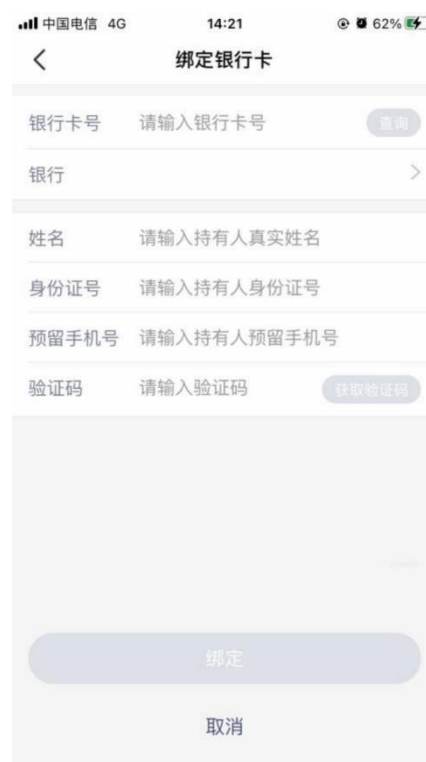 中国电信 4G 14:21 62%
绑定银行卡
银行卡号 请输入银行卡号 查询
银行
姓名 请输入持有人真实姓名
身份证号 请输入持有人身份证号
预留手机号 请输入持有人预留手机号
验证码 请输入验证码 获取验证码
绑定
取消